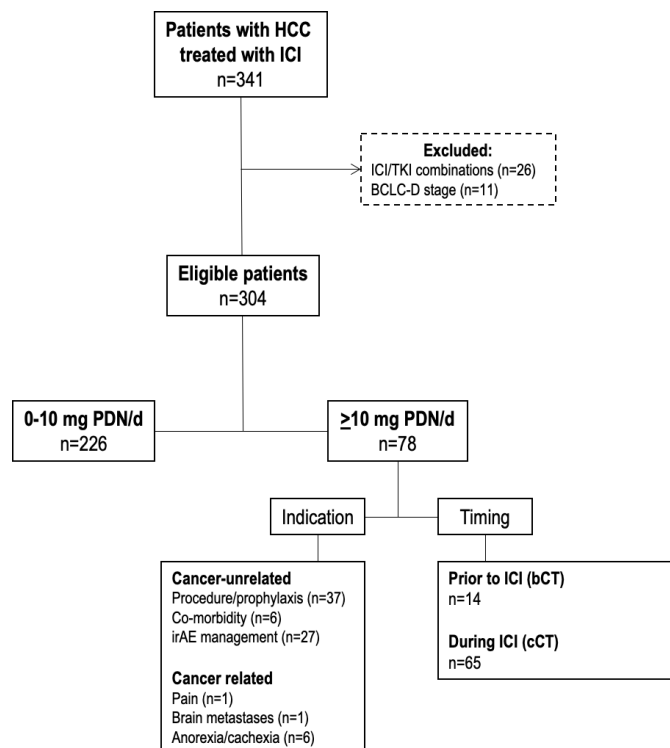 Patients with HCC
treated with ICI
n=341
Excluded:
ICI/TKI combinations (n=26)
BCLC-D stage (n=11)
Eligible patients
n=304
0-10 mg PDN/d
n=226
≥10 mg PDN/d
n=78
Indication
Timing
Cancer-unrelated
Procedure/prophylaxis (n=37)
Co-morbidity (n=6)
irAE management (n=27)
Cancer related
Pain (n=1)
Brain metastases (n=1)
Anorexia/cachexia (n=6)
Prior to ICI (bCT)
n=14
During ICI (cCT)
n=65